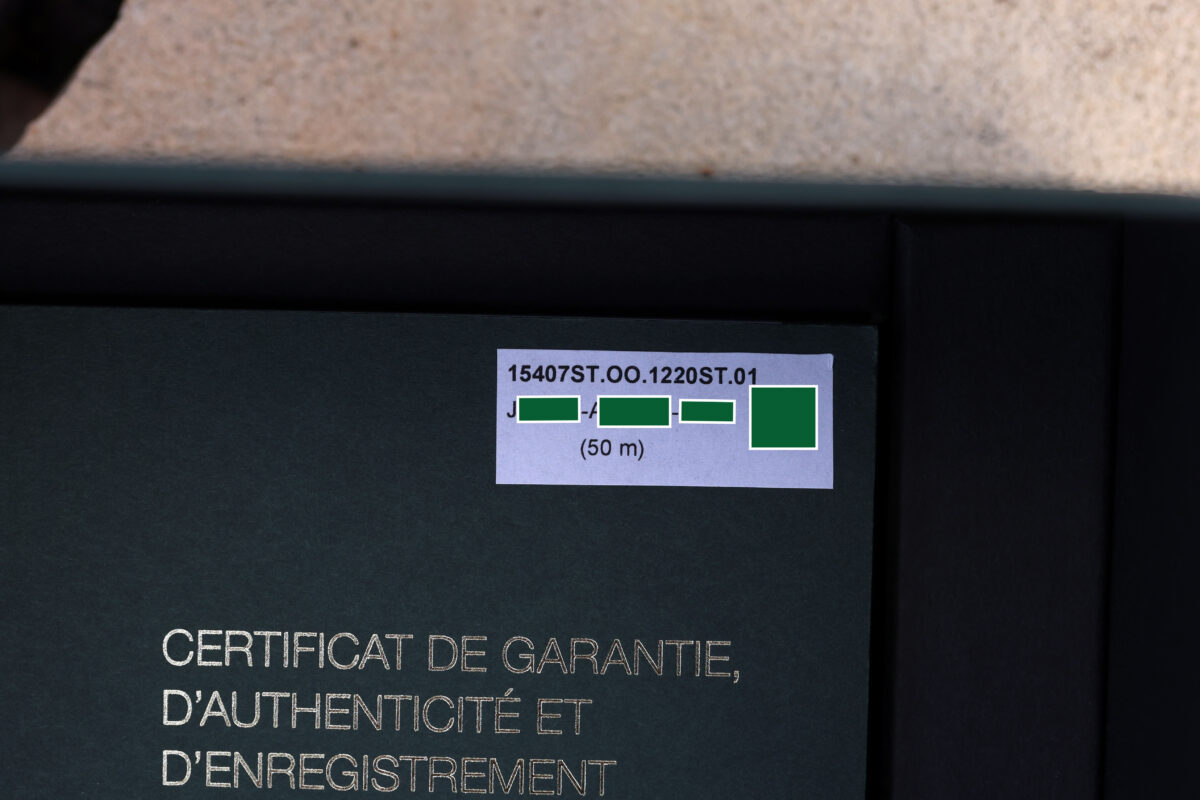 15407ST.OO.1220ST.01
J - A -
(50 m)
CERTIFICAT DE GARANTIE,
D'AUTHENTICITÉ ET
D'ENREGISTREMENT